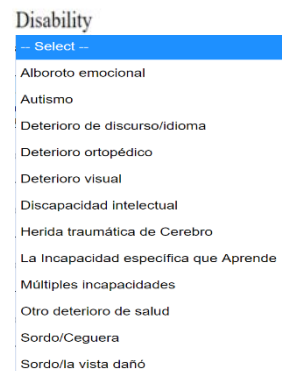 Disability
-- Select --
Alboroto emocional
Autismo
Deterioro de discurso/idioma
Deterioro ortopédico
Deterioro visual
Discapacidad intelectual
Herida traumática de Cerebro
La Incapacidad específica que Aprende
Múltiples incapacidades
Otro deterioro de salud
Sordo/Ceguera
Sordo/la vista dañó